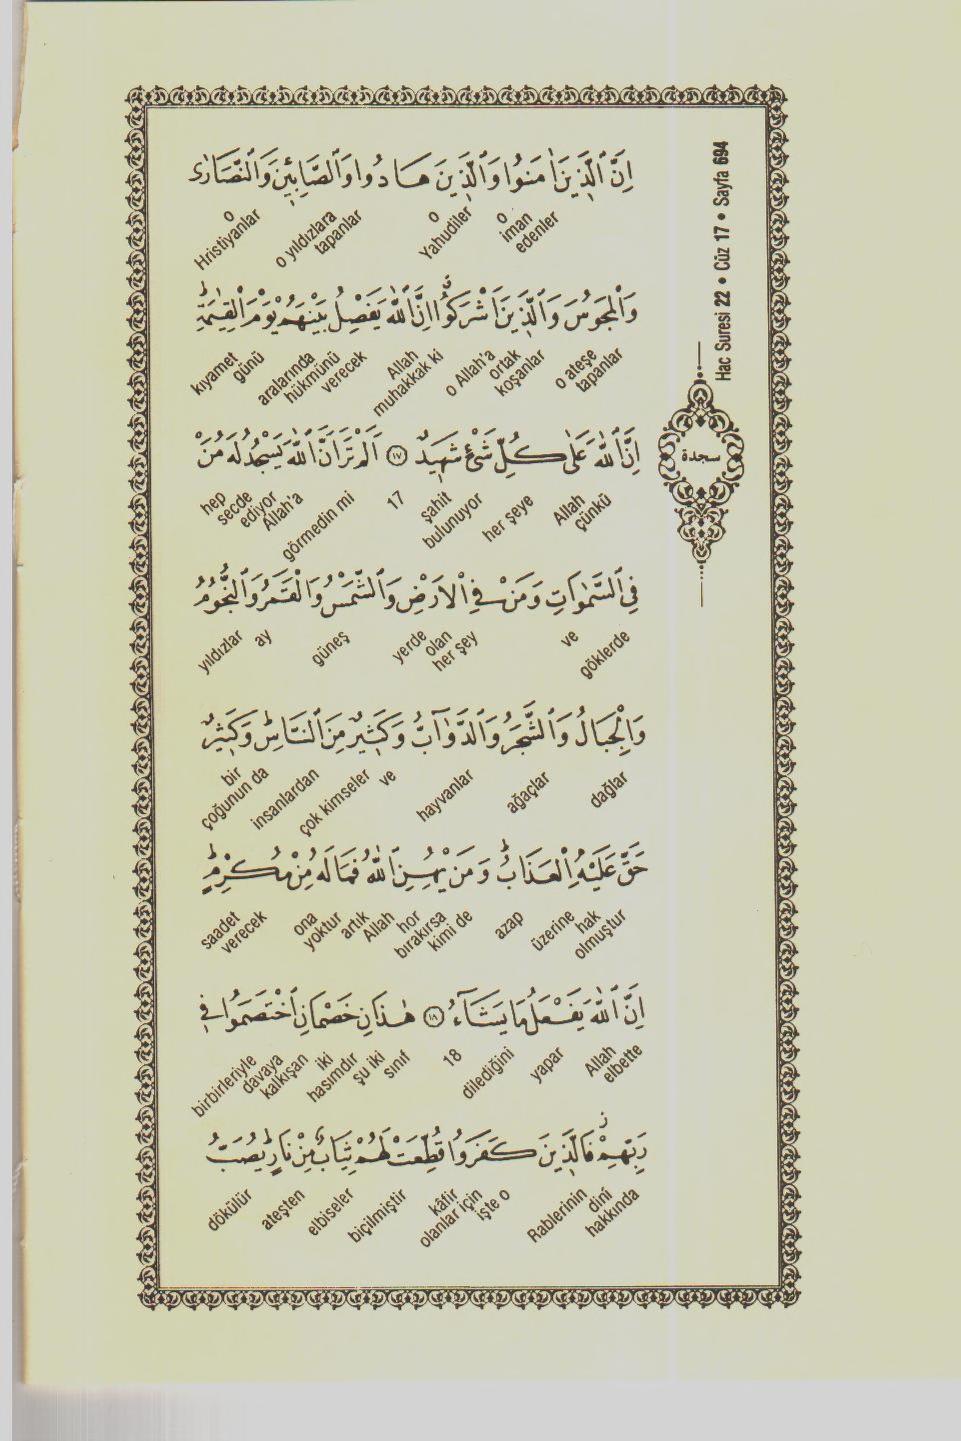 Hac Suresi 22 • Cüz 17 • Sayfa 694
اِنَّ الَّذٖينَ اٰمَنُوا وَالَّذٖينَ هَادُوا وَالصَّابِـٖٔينَ وَالنَّصَارٰى
o iman edenler
o Yahudiler
o yıldızlara tapanlar
o Hristiyanlar
وَالْمَجُوسَ وَالَّذٖينَ اَشْرَكُٓوا اِنَّ اللّٰهَ يَفْصِلُ بَيْنَهُمْ يَوْمَ الْقِيٰمَةِؕ
o ateşe tapanlar
o Allah'a ortak koşanlar
Allah muhakkak ki
aralarında hükmünü verecek
kıyamet günü
اِنَّ اللّٰهَ عَلٰى كُلِّ شَىْءٍ شَهٖيدٌ ﴿١٧﴾ اَلَمْ تَرَ اَنَّ اللّٰهَ يَسْجُدُ لَهُ مَنْ
سجدة
Allah çünkü
her şeye
şahit bulunuyor
17
görmedin mi
hep secde ediyor Allah'a
فِى السَّمٰوَاتِ وَمَنْ فِى الْاَرْضِ وَالشَّمْسُ وَالْقَمَرُ وَالنُّجُومُ
göklerde
ve
yerde olan her şey
güneş
ay
yıldızlar
وَالْجِبَالُ وَالشَّجَرُ وَالدَّوَٓابُّ وَكَثٖيرٌ مِنَ النَّاسِؕ وَكَثٖيرٌ
dağlar
ağaçlar
hayvanlar
ve
çok kimseler
insanlardan
bir çoğunun da
حَقَّ عَلَيْهِ الْعَذَابُؕ وَمَنْ يُهِنِ اللّٰهُ فَمَا لَهُ مِنْ مُكْرِمٍؕ
hak olmuştur
üzerine
azap
hor bırakırsa kimi de
Allah
artık
ona yoktur
saadet verecek
اِنَّ اللّٰهَ يَفْعَلُ مَا يَشَٓاءُ ﴿١٨﴾ هٰذَانِ خَصْمَانِ اخْتَصَمُوا فٖى
Allah elbette
yapar
dilediğini
18
şu iki sınıf
iki hasımdır
birbirleriyle davaya kalkışan
رَبِّهِمْؗ فَالَّذٖينَ كَفَرُوا قُطِّعَتْ لَهُمْ ثِيَابٌ مِنْ نَارٍؕ يُصَبُّ
Rablerinin dinî hakkında
kâfir olanlar için işte o
biçilmiştir
elbiseler
ateşten
dökülür